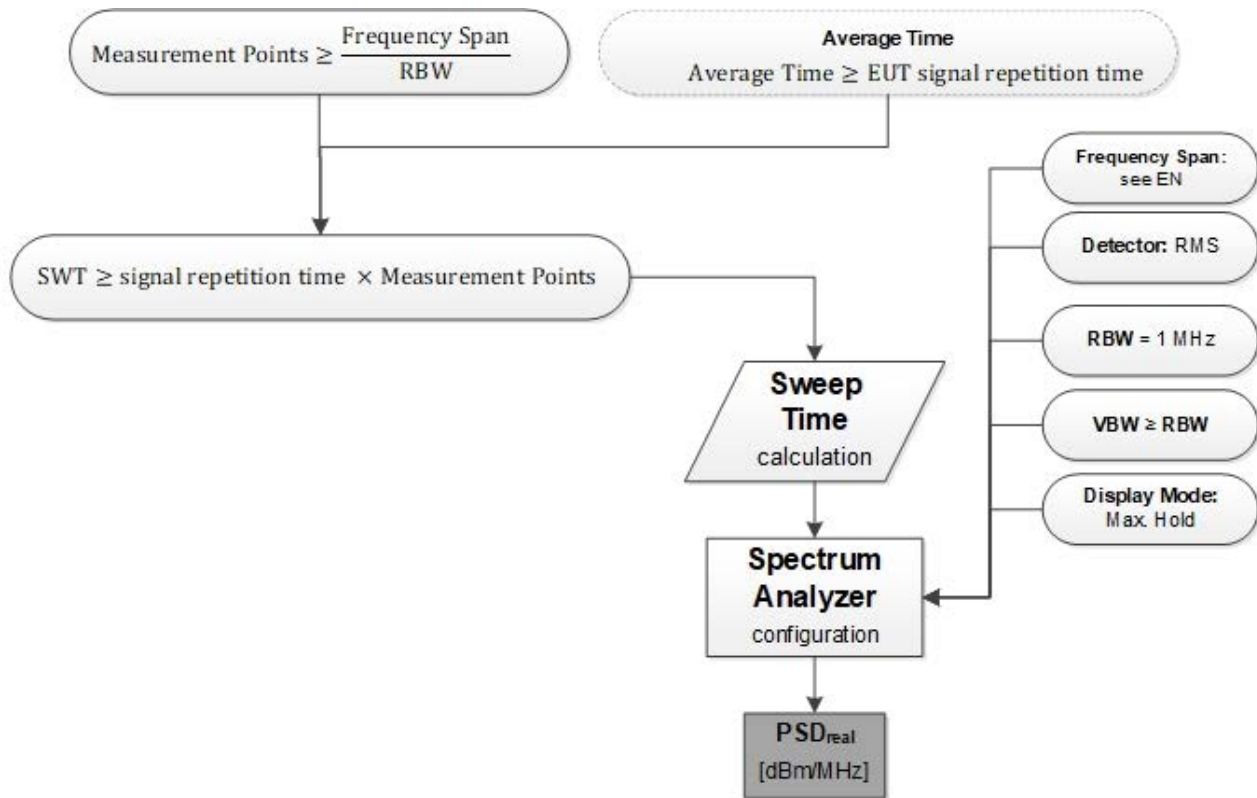 Measurement Points ≥ Frequency Span / RBW
Average Time
Average Time ≥ EUT signal repetition time
Frequency Span:
see EN
Detector: RMS
SWT ≥ signal repetition time × Measurement Points
RBW = 1 MHz
Sweep
Time
calculation
VBW ≥ RBW
Display Mode:
Max. Hold
Spectrum
Analyzer
configuration
PSDreal
[dBm/MHz]